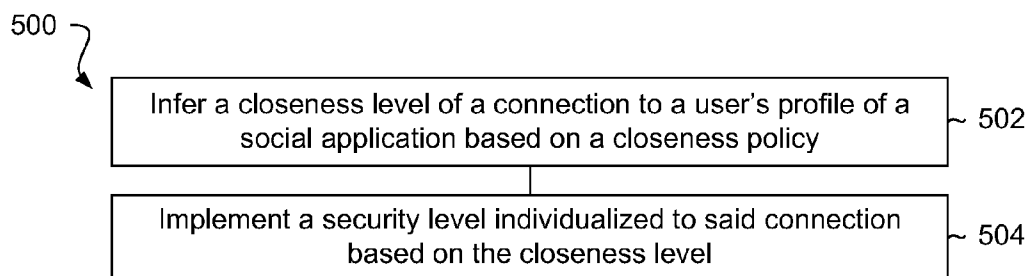 500
Infer a closeness level of a connection to a user's profile of a
social application based on a closeness policy
502
Implement a security level individualized to said connection
based on the closeness level
504